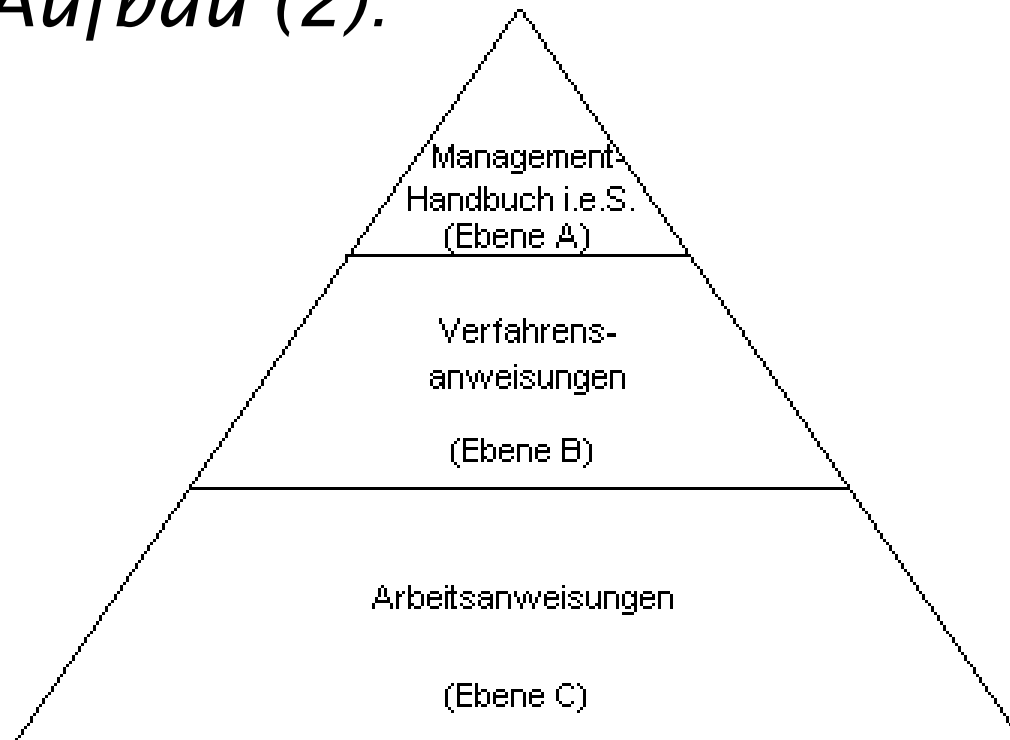 Aufbau (2):
Management-
Handbuch i.e.S.
(Ebene A)
Verfahrens-
anweisungen
(Ebene B)
Arbeitsanweisungen
(Ebene C)